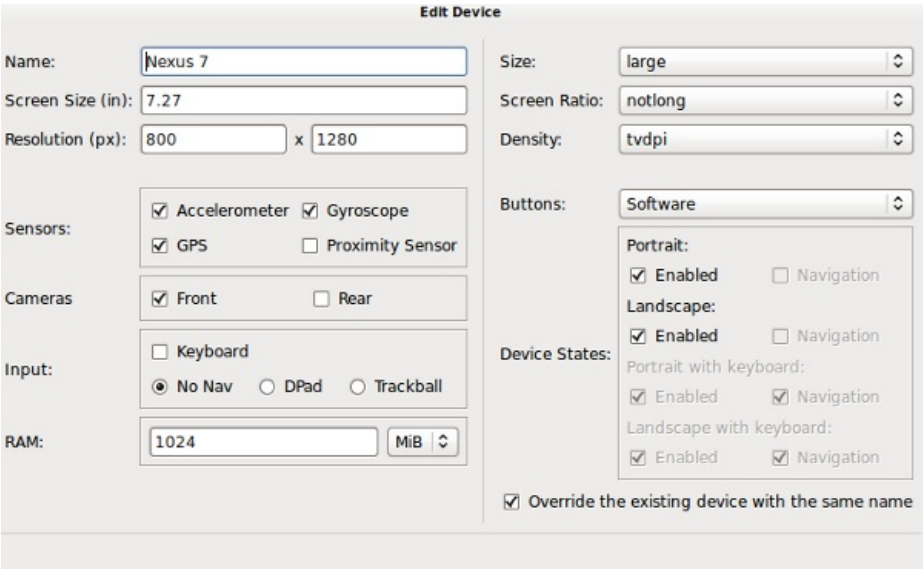 Edit Device
Name: Nexus 7
Screen Size (in): 7.27
Resolution (px): 800 x 1280
Sensors:
Accelerometer Gyroscope
GPS Proximity Sensor
Cameras Front Rear
Input:
Keyboard
No Nav DPad Trackball
RAM: 1024 MiB
Size: large
Screen Ratio: notlong
Density: tvdpi
Buttons: Software
Device States:
Portrait:
Enabled Navigation
Landscape:
Enabled Navigation
Portrait with keyboard:
Enabled Navigation
Landscape with keyboard:
Enabled Navigation
Override the existing device with the same name